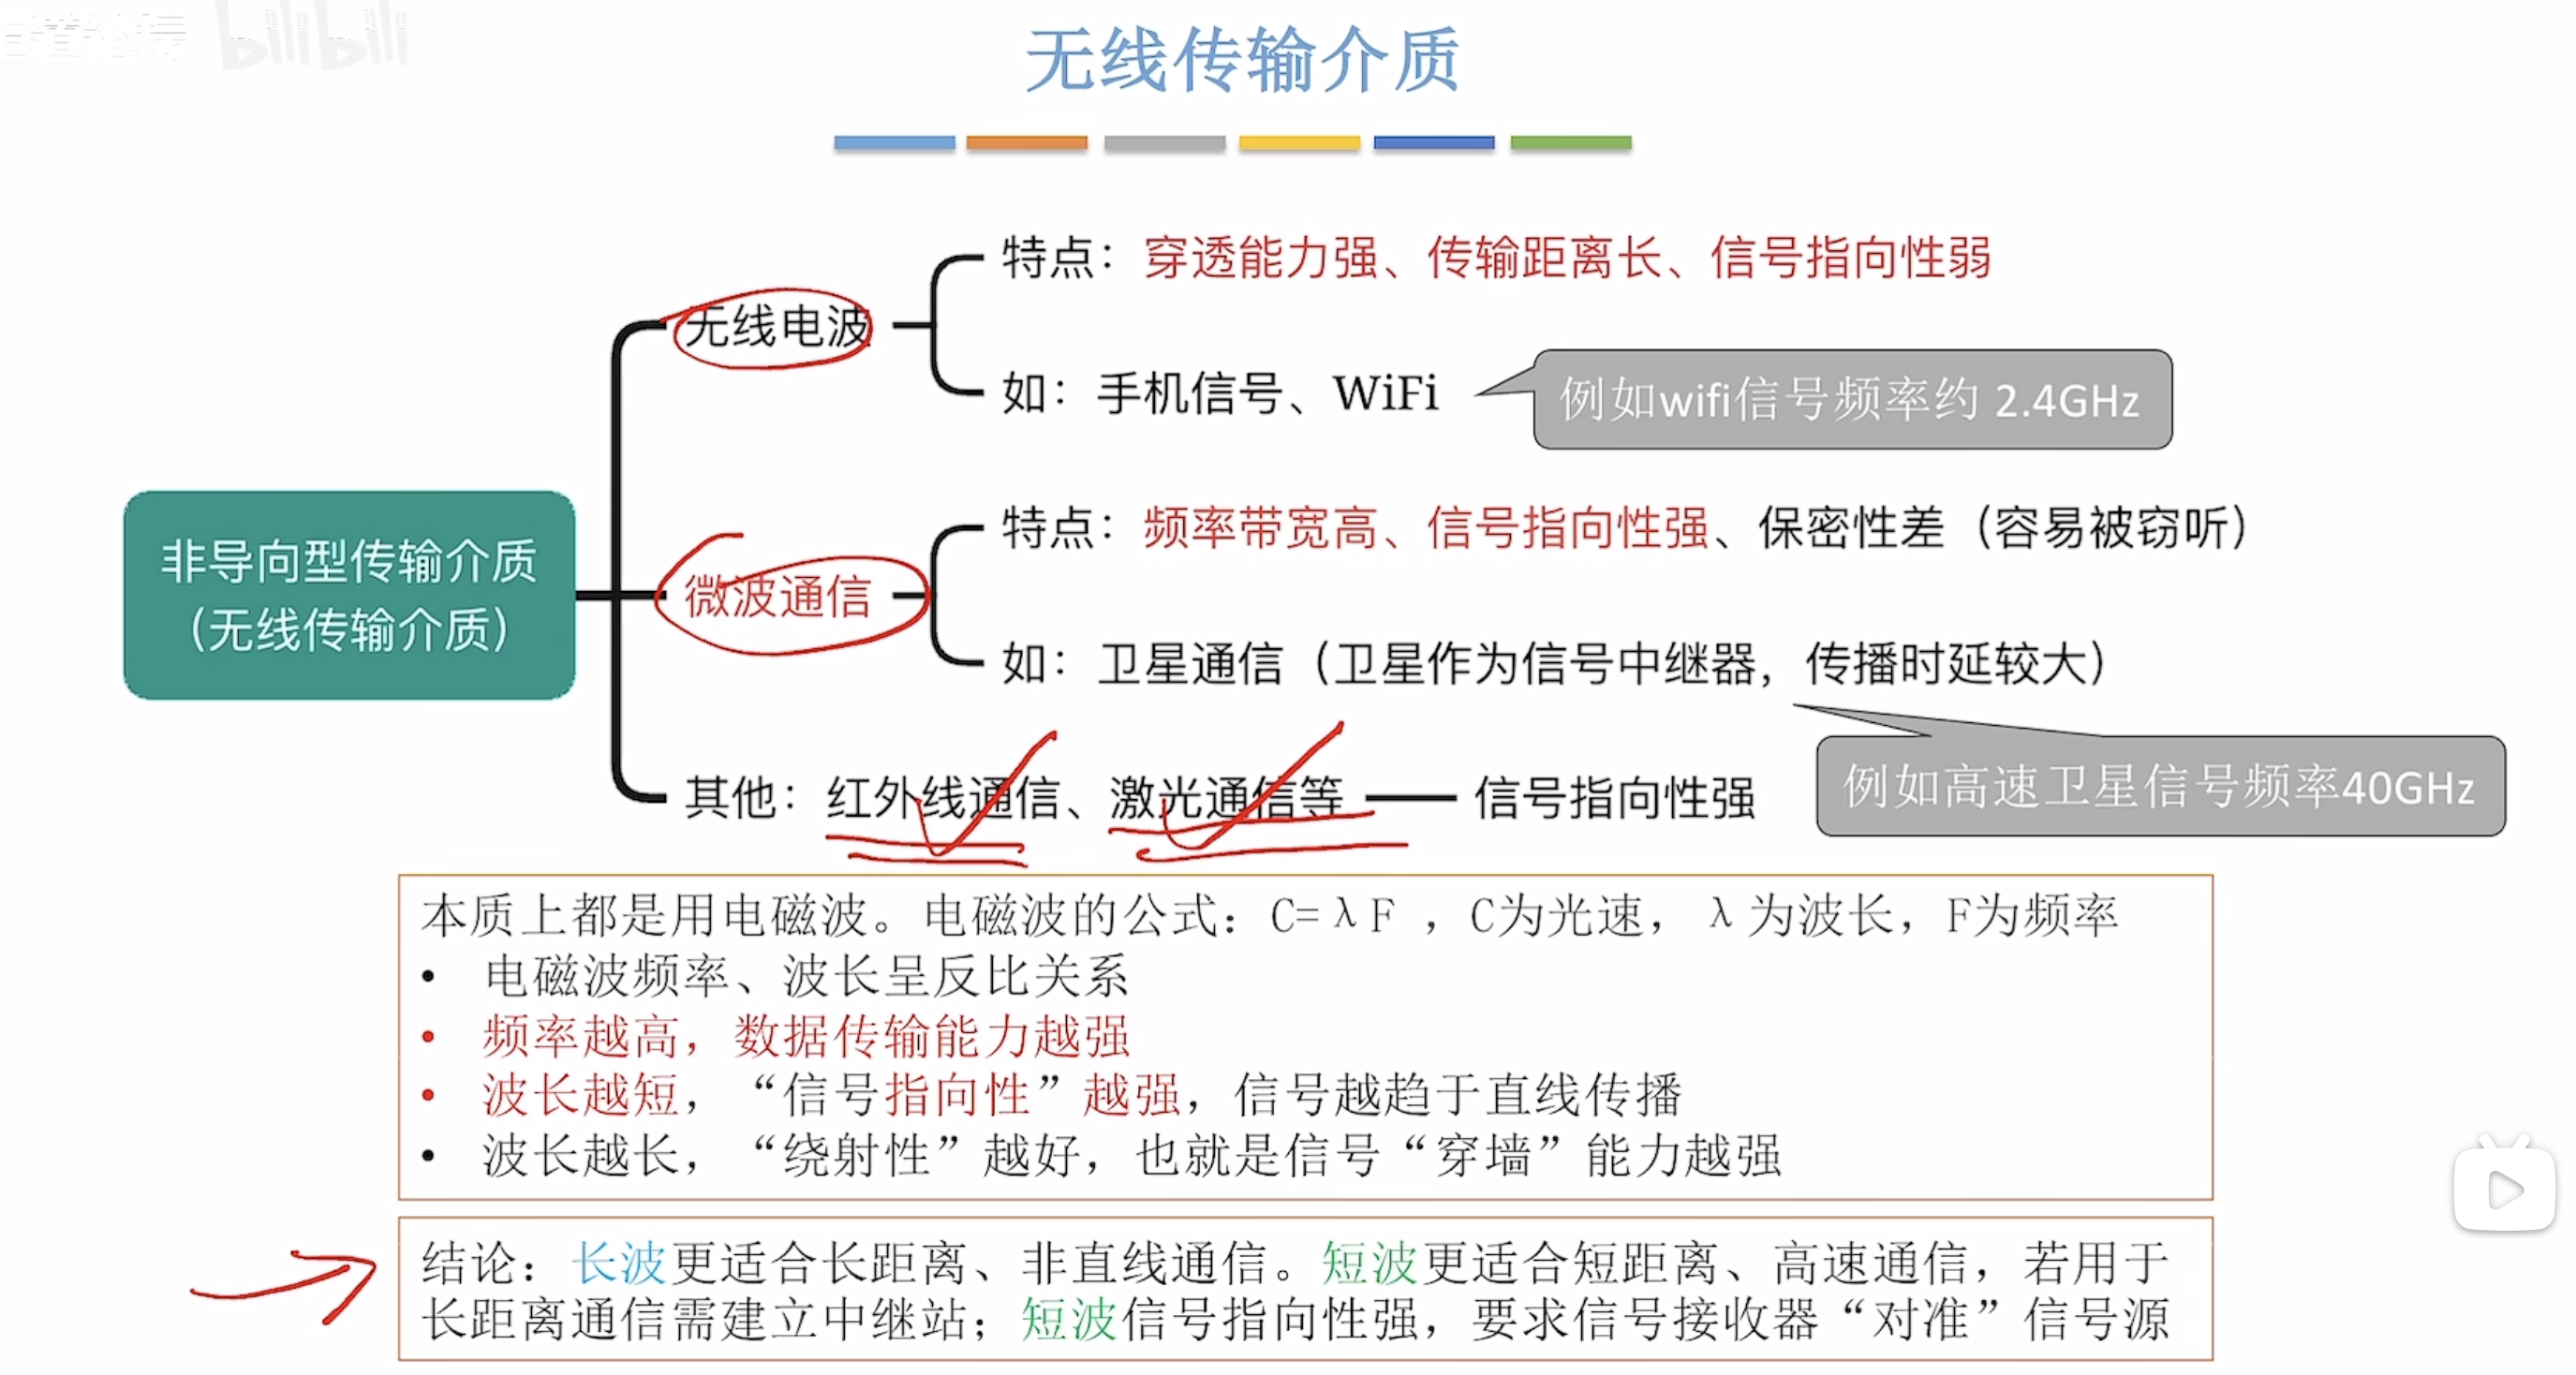 bilibili
无线传输介质
特点：穿透能力强、传输距离长、信号指向性弱
无线电波
如：手机信号、WiFi
例如wifi信号频率约 2.4GHz
非导向型传输介质
（无线传输介质）
特点：频率带宽高、信号指向性强、保密性差（容易被窃听）
微波通信
如：卫星通信（卫星作为信号中继器，传播时延较大）
例如高速卫星信号频率40GHz
其他：红外线通信、激光通信等 信号指向性强
本质上都是用电磁波。电磁波的公式：C=λF ，C为光速，λ为波长，F为频率
• 电磁波频率、波长呈反比关系
• 频率越高，数据传输能力越强
• 波长越短，“信号指向性”越强，信号越趋于直线传播
• 波长越长，“绕射性”越好，也就是信号“穿墙”能力越强
结论：长波更适合长距离、非直线通信。短波更适合短距离、高速通信，若用于
长距离通信需建立中继站；短波信号指向性强，要求信号接收器“对准”信号源